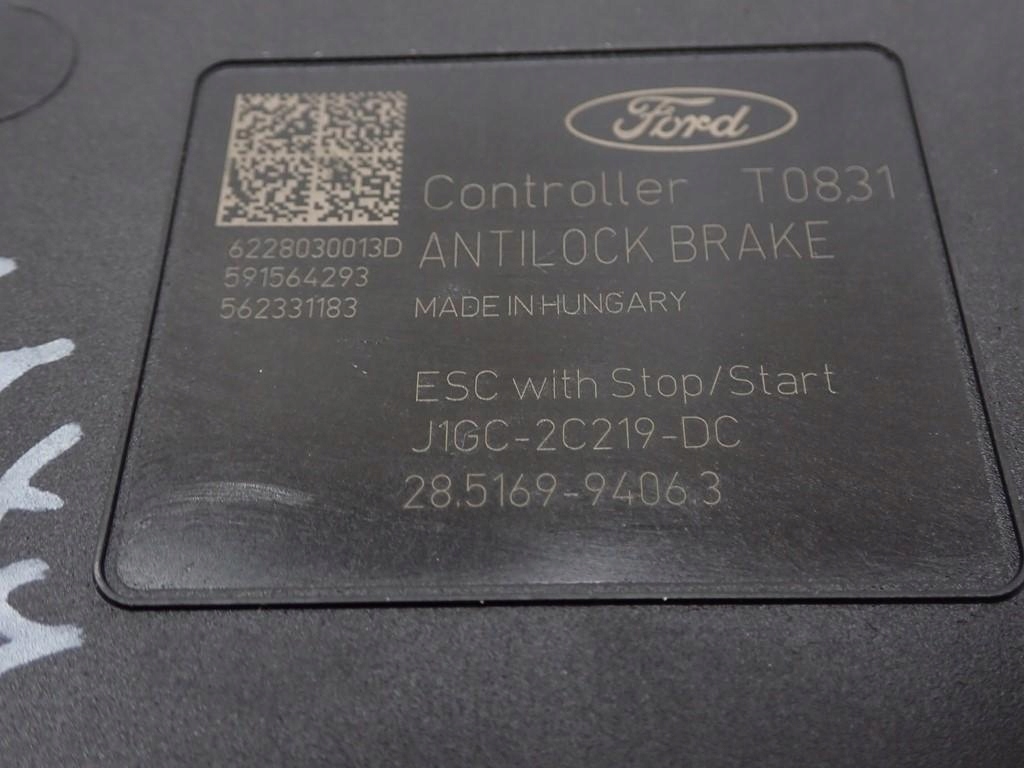 Ford
Controller T0831
ANTILOCK BRAKE
6228030013D
591564293
562331183
MADE IN HUNGARY
ESC with Stop/Start
J1GC-2C219-DC
28.5169-9406.3